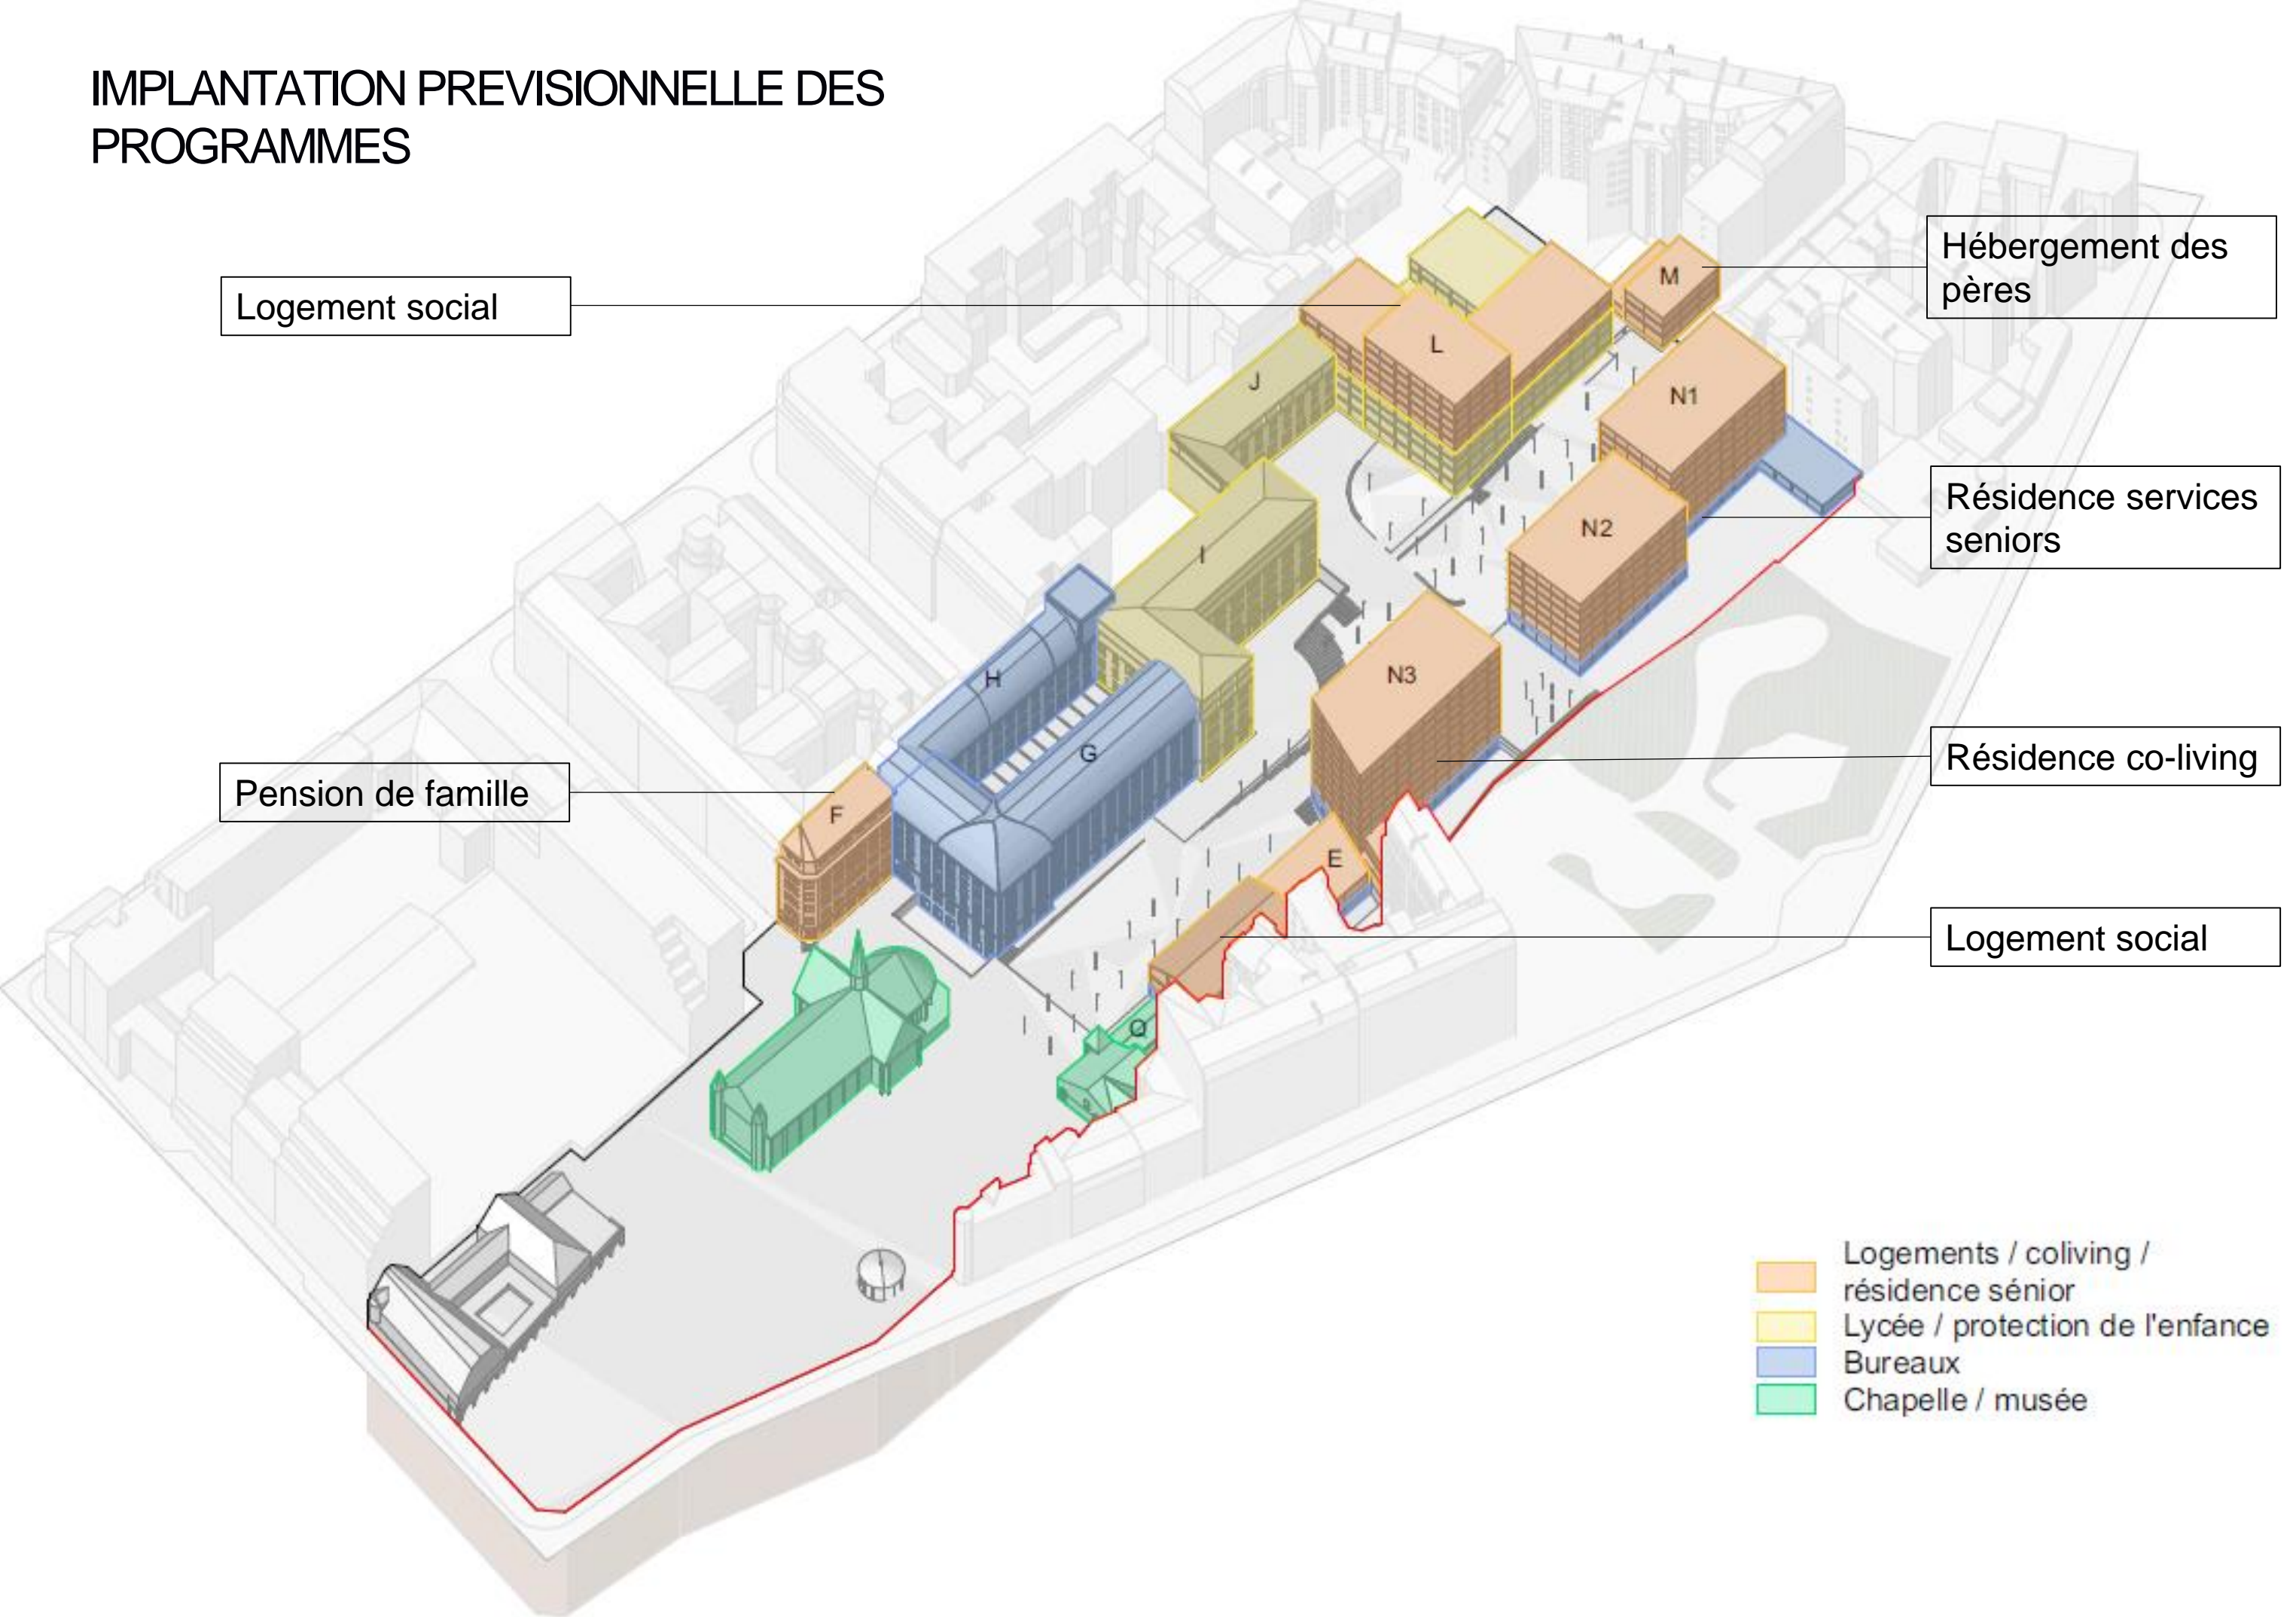 IMPLANTATION PREVISIONNELLE DES
PROGRAMMES
Logement social
Hébergement des
pères
Résidence services
seniors
Résidence co-living
Pension de famille
Logement social
M
L
J
N1
N2
I
N3
H
G
F
E
Q
Logements / coliving /
résidence sénior
Lycée / protection de l'enfance
Bureaux
Chapelle / musée